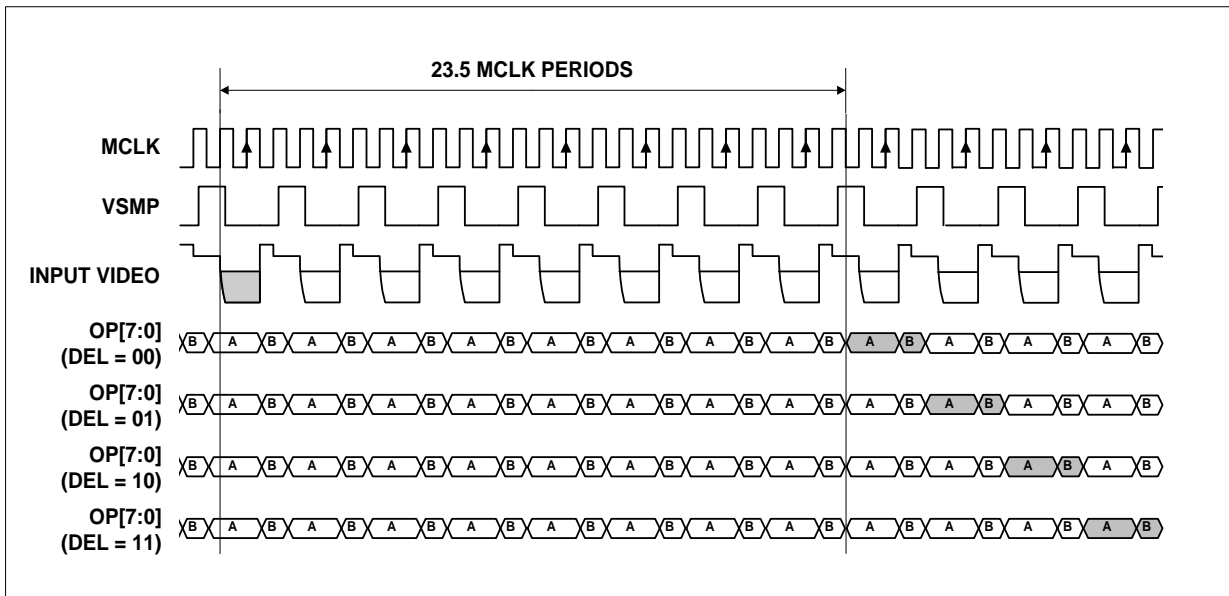 23.5 MCLK PERIODS
MCLK
VSMP
INPUT VIDEO
OP[7:0]
(DEL = 00)
B A B A B A B A B A B A B A B A B A B A B A B A B
OP[7:0]
(DEL = 01)
B A B A B A B A B A B A B A B A B A B A B A B A B
OP[7:0]
(DEL = 10)
B A B A B A B A B A B A B A B A B A B A B A B A B
OP[7:0]
(DEL = 11)
B A B A B A B A B A B A B A B A B A B A B A B A B